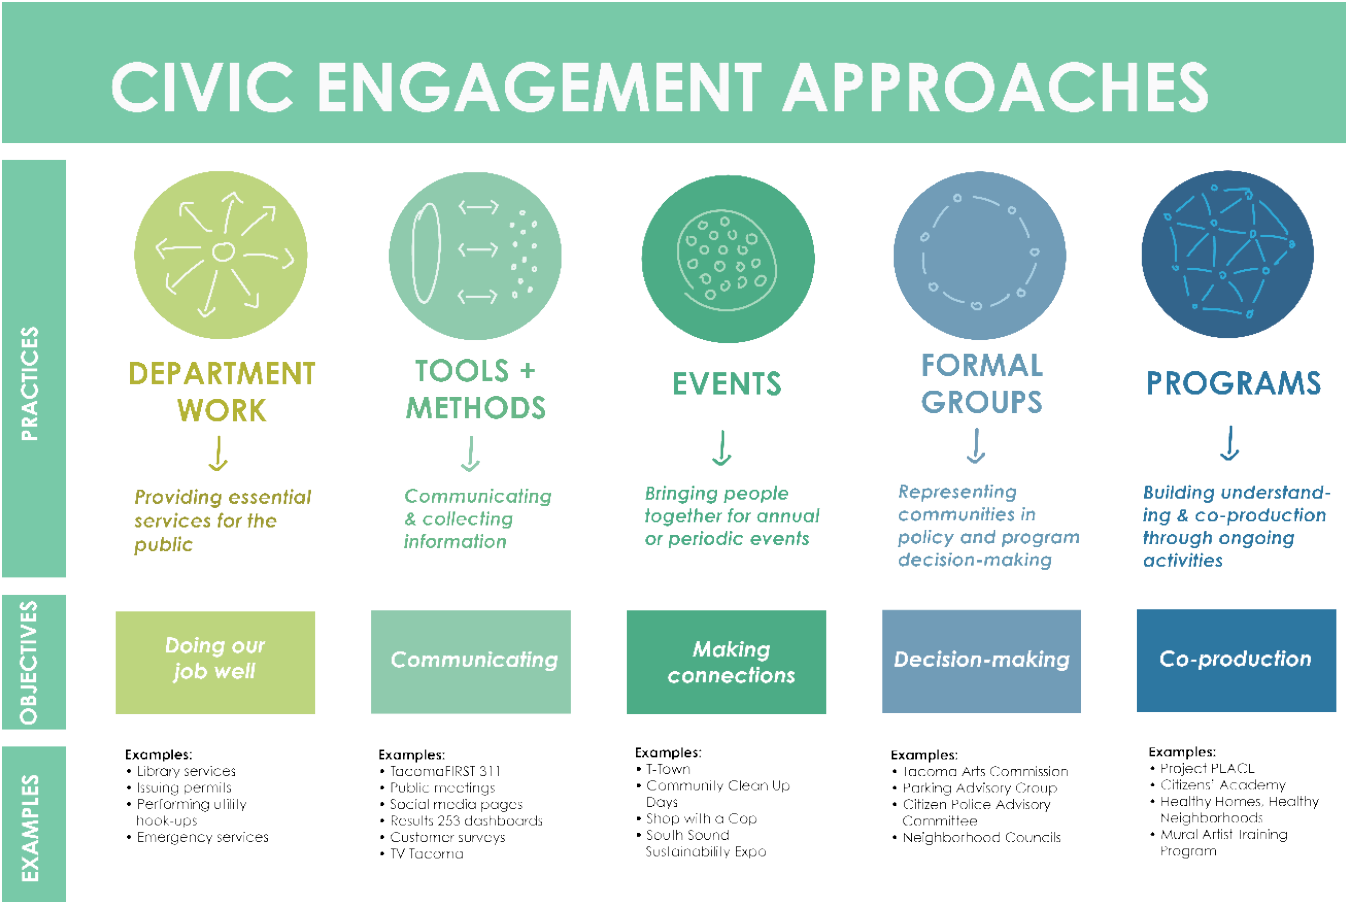 CIVIC ENGAGEMENT APPROACHES
PRACTICES
DEPARTMENT
WORK
Providing essential
services for the
public
TOOLS +
METHODS
Communicating
& collecting
information
EVENTS
Bringing people
together for annual
or periodic events
FORMAL
GROUPS
Representing
communities in
policy and program
decision-making
PROGRAMS
Building understand-
ing & co-production
through ongoing
activities
OBJECTIVES
Doing our
job well
Communicating
Making
connections
Decision-making
Co-production
EXAMPLES
Examples:
• Library services
• Issuing permits
• Performing utility
hook-ups
• Emergency services
Examples:
• TacomaFIRST 311
• Public meetings
• Social media pages
• Results 253 dashboards
• Customer surveys
• TV Tacoma
Examples:
• T-Town
• Community Clean Up
Days
• Shop with a Cop
• South Sound
Sustainability Expo
Examples:
• Tacoma Arts Commission
• Parking Advisory Group
• Citizen Police Advisory
Committee
• Neighborhood Councils
Examples:
• Project PLACE
• Citizens' Academy
• Healthy Homes, Healthy
Neighborhoods
• Mural Artist Training
Program